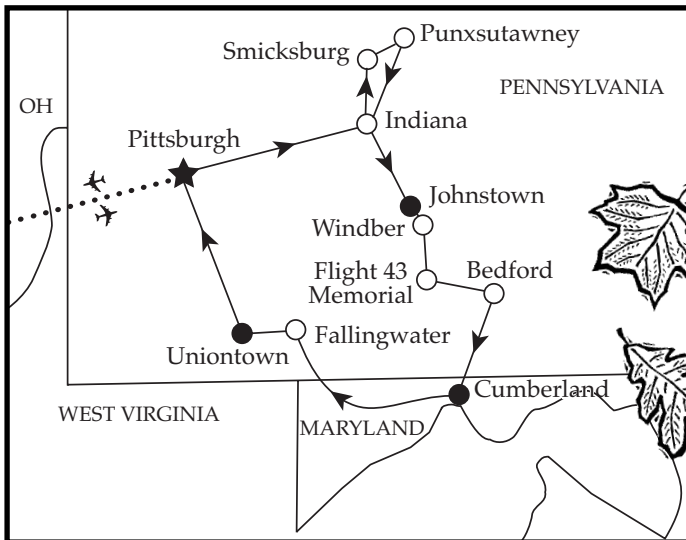 Punxsutawney
Smicksburg
PENNSYLVANIA
OH
Indiana
Pittsburgh
Johnstown
Windber
Flight 43
Memorial
Bedford
Fallingwater
Uniontown
Cumberland
WEST VIRGINIA
MARYLAND